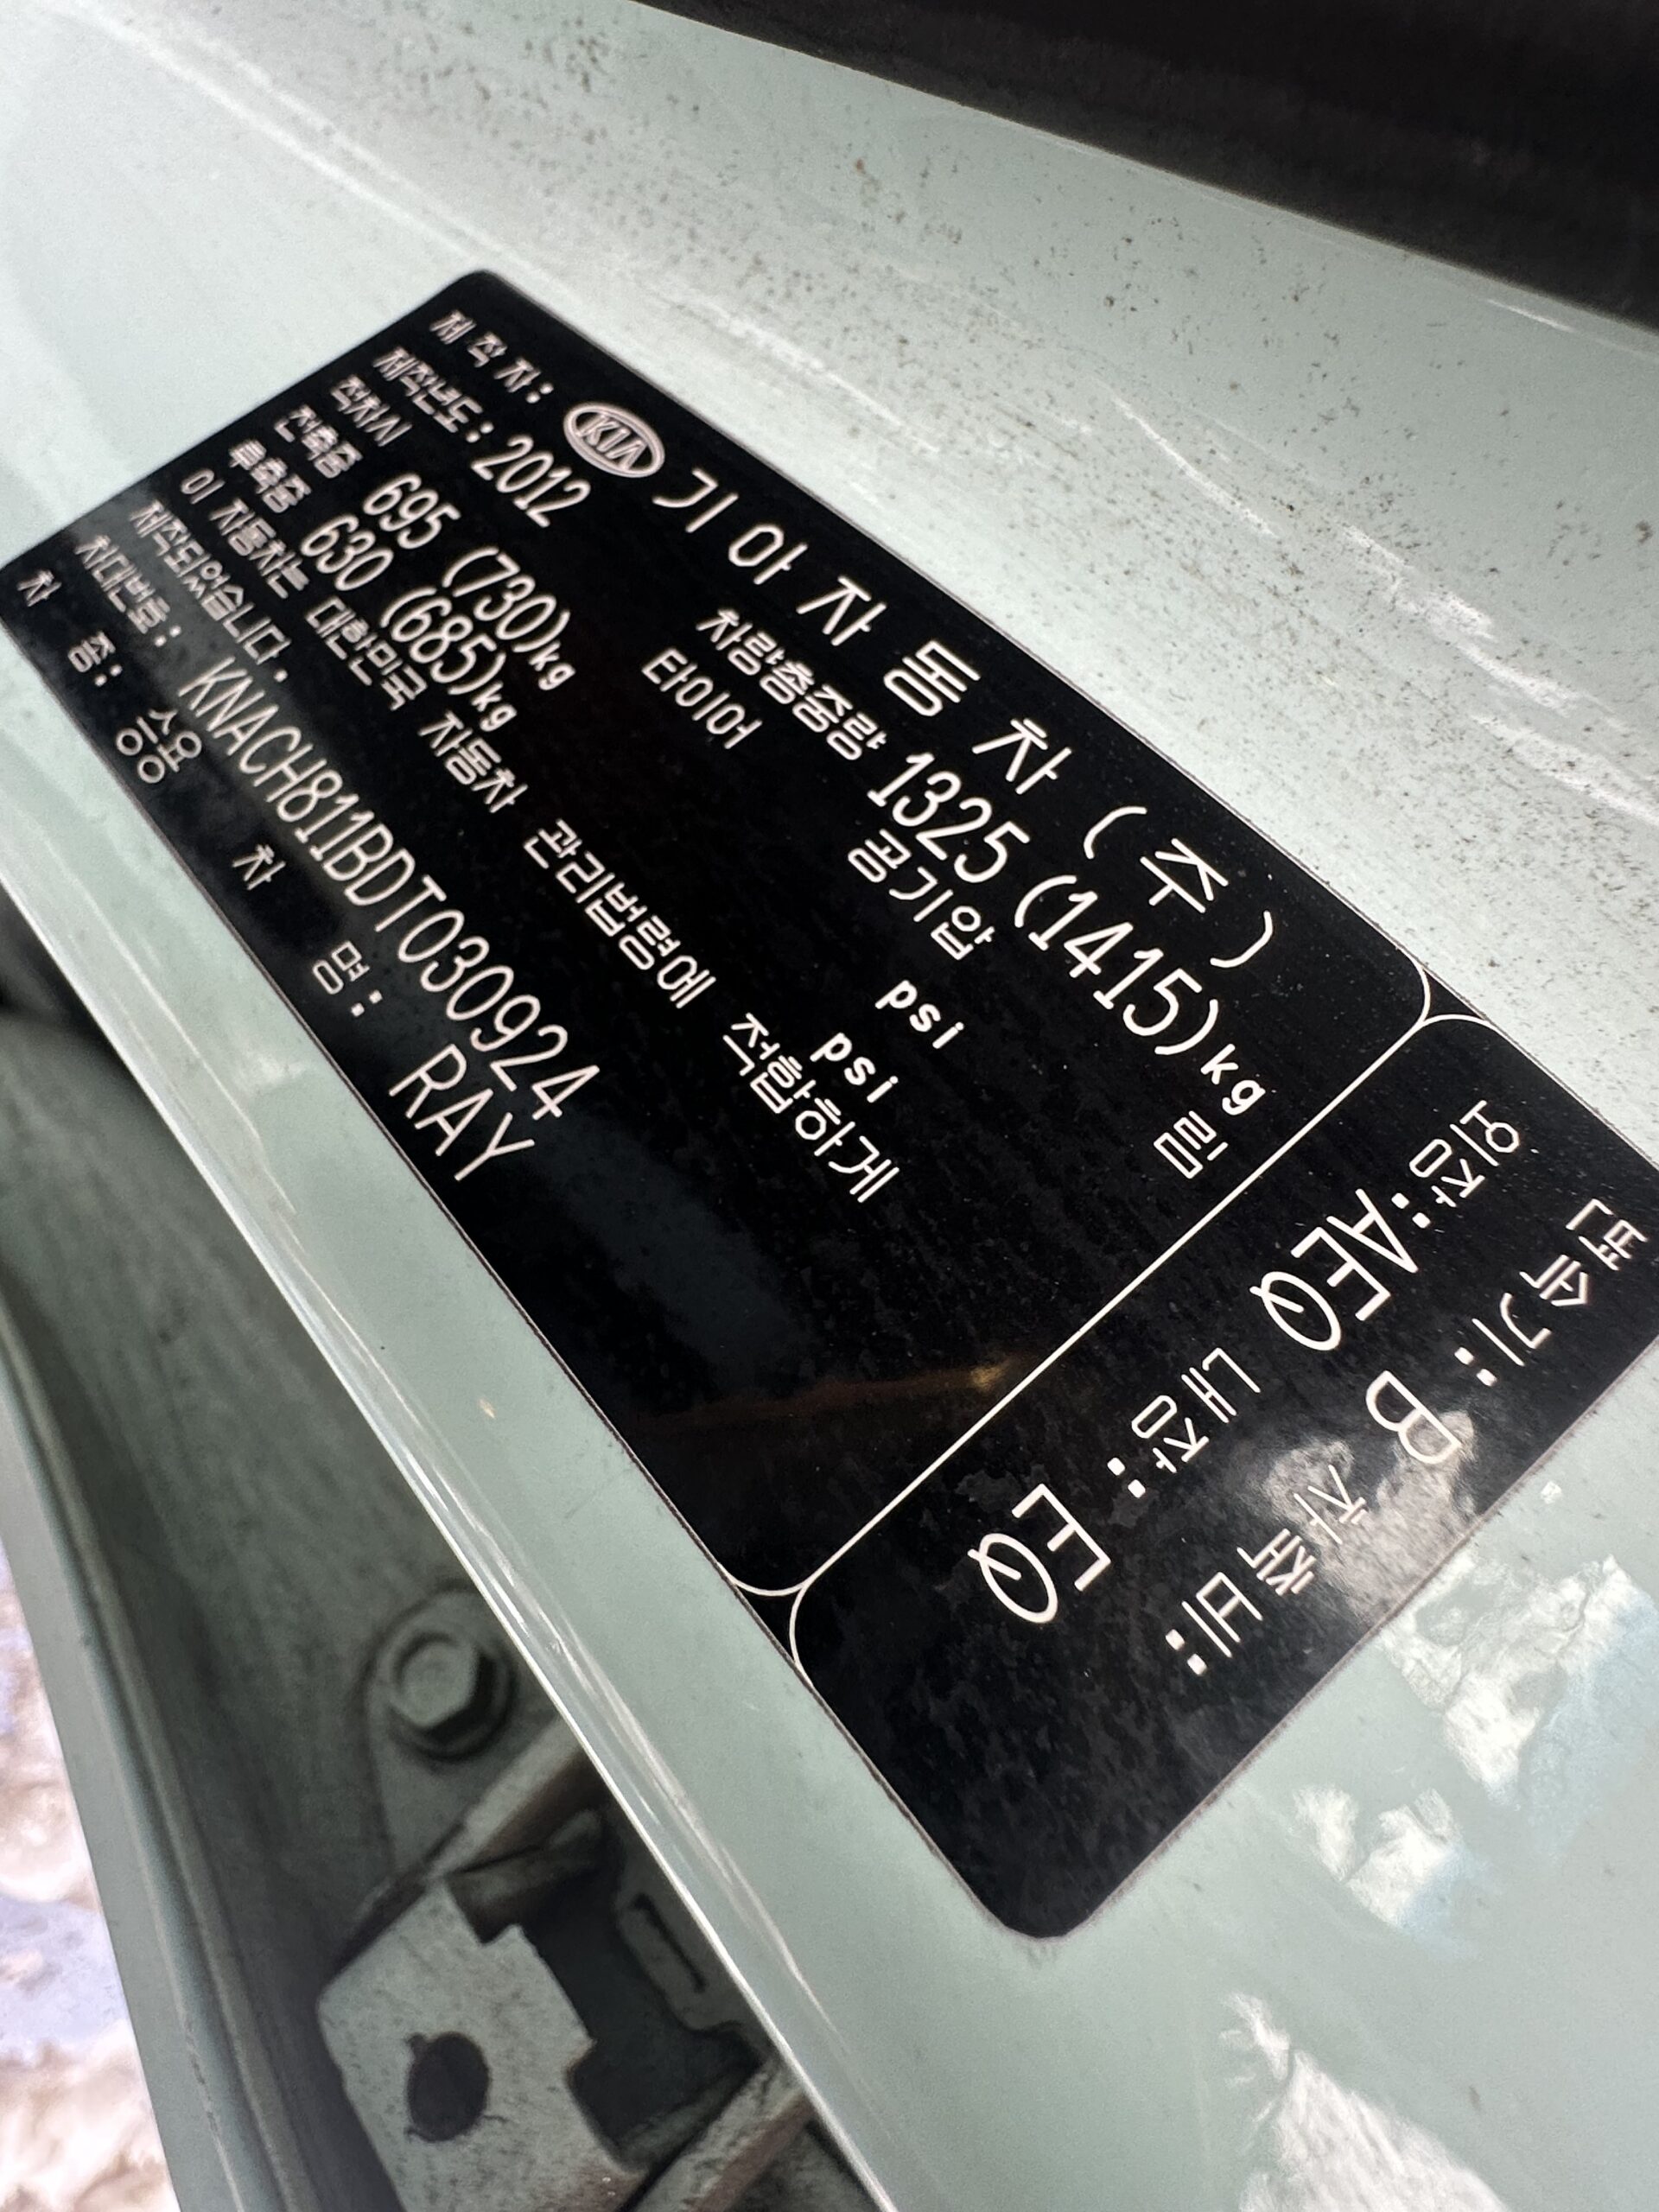 제 작 자: KIA 기 아 자 동 차 (주)
제작년도: 2012 차량총중량 1325 (1415)kg
적차시 타이어 공기압 림
전축중 695 (730)kg psi
후축중 630 (685)kg psi
이 자동차는 대한민국 자동차 관리법령에 적합하게
제작되었습니다.
차대번호: KNACH811BDT030924
차 종: 승용 차 명: RAY
변속기: B 차축비:
외장:AEQ 내장: EQ